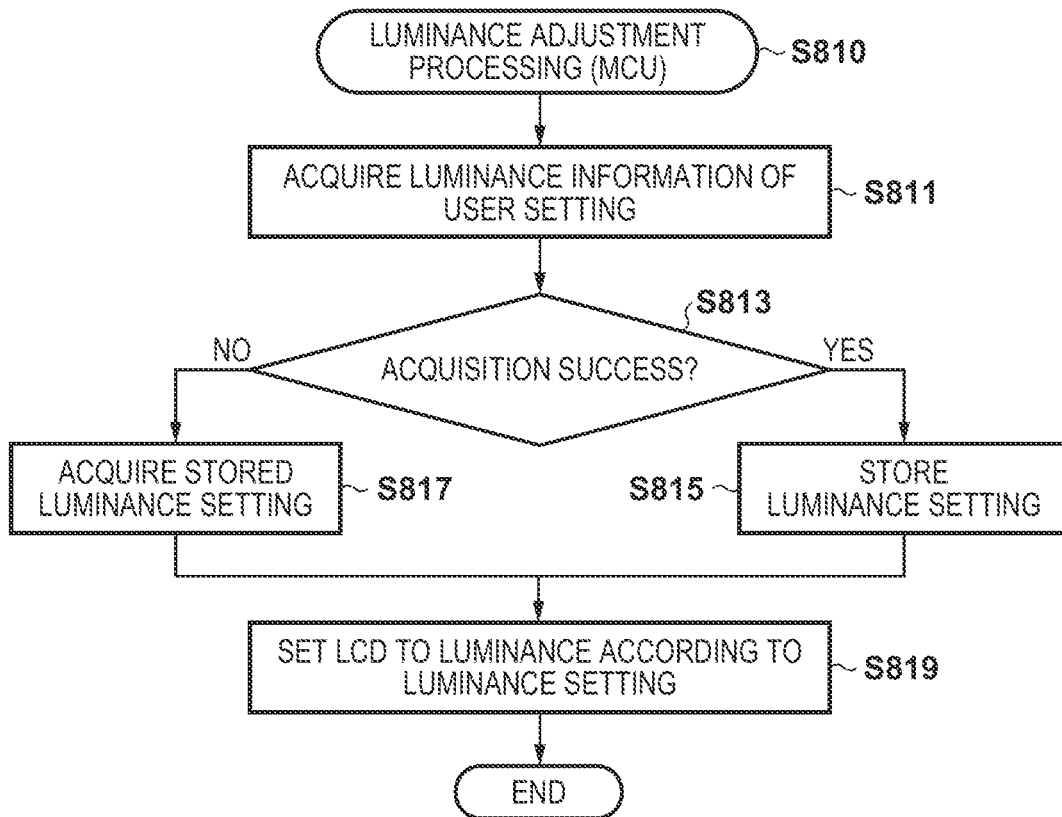 LUMINANCE ADJUSTMENT
PROCESSING (MCU)
S810
ACQUIRE LUMINANCE INFORMATION OF
USER SETTING
S811
S813
NO
ACQUISITION SUCCESS?
YES
ACQUIRE STORED
LUMINANCE SETTING
S817
S815
STORE
LUMINANCE SETTING
SET LCD TO LUMINANCE ACCORDING TO
LUMINANCE SETTING
S819
END